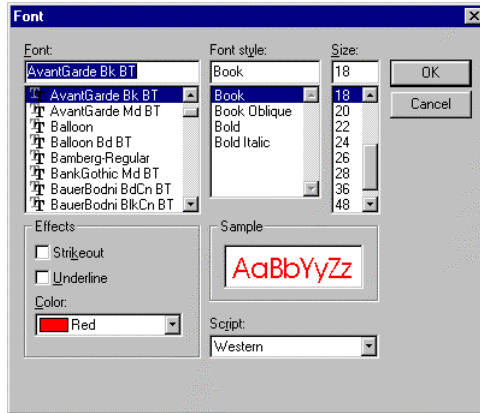 Font
Font: Font style: Size:
AvantGarde Bk BT Book 18 OK
AvantGarde Bk BT Book 18 Cancel
AvantGarde Md BT Book Oblique 20
Balloon Bold 22
Balloon Bd BT Bold Italic 24
Bamberg-Regular 26
BankGothic Md BT 28
BauerBodni BdCn BT 36
BauerBodni BlkCn BT 48
Effects Sample
Strikeout
Underline AaBbYyZz
Color:
Red Script:
Western